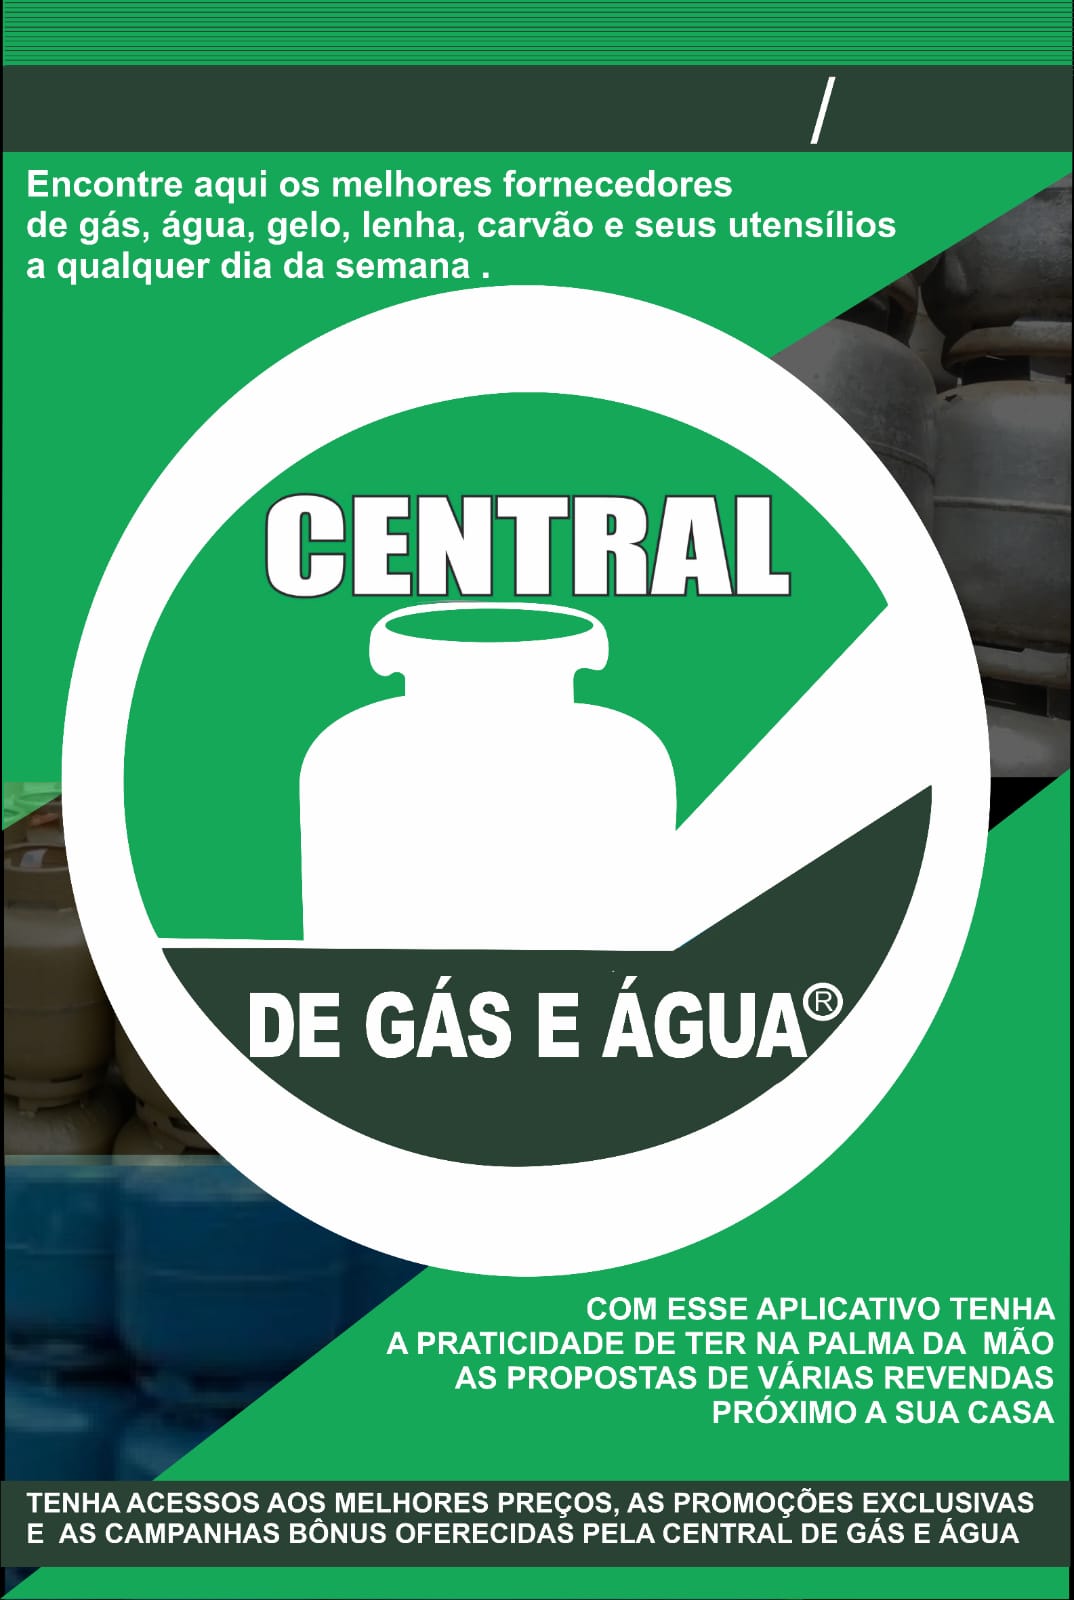 /
Encontre aqui os melhores fornecedores
de gás, água, gelo, lenha, carvão e seus utensílios
a qualquer dia da semana .
CENTRAL
DE GÁS E ÁGUA®
COM ESSE APLICATIVO TENHA
A PRATICIDADE DE TER NA PALMA DA MÃO
AS PROPOSTAS DE VÁRIAS REVENDAS
PRÓXIMO A SUA CASA
TENHA ACESSOS AOS MELHORES PREÇOS, AS PROMOÇÕES EXCLUSIVAS
E AS CAMPANHAS BÔNUS OFERECIDAS PELA CENTRAL DE GÁS E ÁGUA